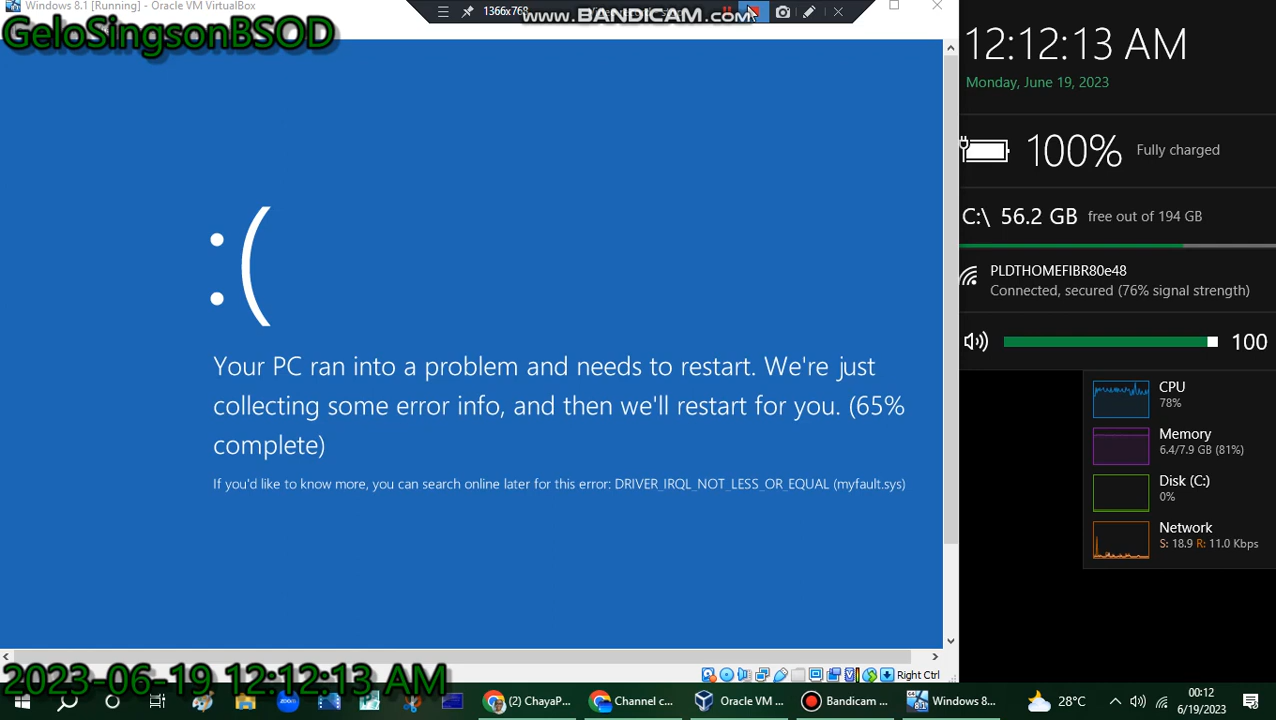 Windows 8.1 [Running] - Oracle VM VirtualBox
1366x768
www.BANDICAM.com
GeloSingsonBSOD
12:12:13 AM
Monday, June 19, 2023
100% Fully charged
C:\ 56.2 GB free out of 194 GB
PLDTHOMEFIBR80e48
Connected, secured (76% signal strength)
100
:(
Your PC ran into a problem and needs to restart. We're just
collecting some error info, and then we'll restart for you. (65%
complete)
If you'd like to know more, you can search online later for this error: DRIVER_IRQL_NOT_LESS_OR_EQUAL (myfault.sys)
CPU
78%
Memory
6.4/7.9 GB (81%)
Disk (C:)
0%
Network
S: 18.9 R: 11.0 Kbps
Right Ctrl
2023-06-19 12:12:13 AM
(2) ChayaP...
Channel c...
Oracle VM ...
Bandicam ...
Windows 8....
28°C
00:12
6/19/2023